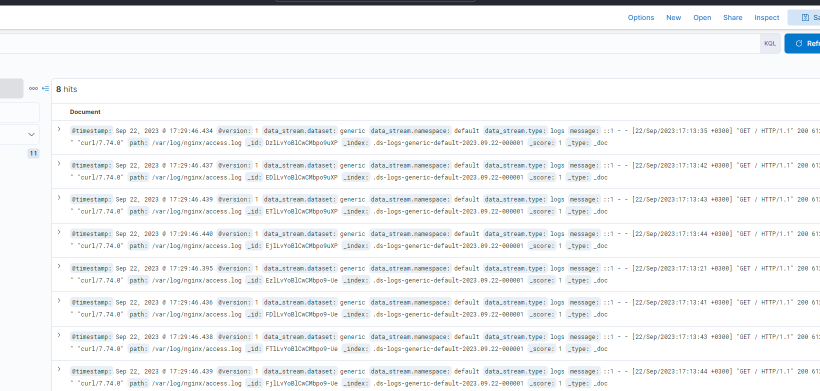 Options New Open Share Inspect
KQL
8 hits
11
Document
@timestamp: Sep 22, 2023 @ 17:29:46.434 @version: 1 data_stream.dataset: generic data_stream.namespace: default data_stream.type: logs message: ::1 - - [22/Sep/2023:17:13:35 +0300] "GET / HTTP/1.1" 200
" "curl/7.74.0" path: /var/log/nginx/access.log _id: DzlLvYoBlCwCMbpo9uXP _index: .ds-logs-generic-default-2023.09.22-000001 _score: 1 _type: _doc
@timestamp: Sep 22, 2023 @ 17:29:46.437 @version: 1 data_stream.dataset: generic data_stream.namespace: default data_stream.type: logs message: ::1 - - [22/Sep/2023:17:13:42 +0300] "GET / HTTP/1.1" 200
" "curl/7.74.0" path: /var/log/nginx/access.log _id: EDlLvYoBlCwCMbpo9uXP _index: .ds-logs-generic-default-2023.09.22-000001 _score: 1 _type: _doc
@timestamp: Sep 22, 2023 @ 17:29:46.439 @version: 1 data_stream.dataset: generic data_stream.namespace: default data_stream.type: logs message: ::1 - - [22/Sep/2023:17:13:43 +0300] "GET / HTTP/1.1" 200
" "curl/7.74.0" path: /var/log/nginx/access.log _id: ETlLvYoBlCwCMbpo9uXP _index: .ds-logs-generic-default-2023.09.22-000001 _score: 1 _type: _doc
@timestamp: Sep 22, 2023 @ 17:29:46.440 @version: 1 data_stream.dataset: generic data_stream.namespace: default data_stream.type: logs message: ::1 - - [22/Sep/2023:17:13:44 +0300] "GET / HTTP/1.1" 200
" "curl/7.74.0" path: /var/log/nginx/access.log _id: EjlLvYoBlCwCMbpo9uXP _index: .ds-logs-generic-default-2023.09.22-000001 _score: 1 _type: _doc
@timestamp: Sep 22, 2023 @ 17:29:46.395 @version: 1 data_stream.dataset: generic data_stream.namespace: default data_stream.type: logs message: ::1 - - [22/Sep/2023:17:13:21 +0300] "GET / HTTP/1.1" 200
" "curl/7.74.0" path: /var/log/nginx/access.log _id: EzlLvYoBlCwCMbpo9-Ue _index: .ds-logs-generic-default-2023.09.22-000001 _score: 1 _type: _doc
@timestamp: Sep 22, 2023 @ 17:29:46.436 @version: 1 data_stream.dataset: generic data_stream.namespace: default data_stream.type: logs message: ::1 - - [22/Sep/2023:17:13:41 +0300] "GET / HTTP/1.1" 200
" "curl/7.74.0" path: /var/log/nginx/access.log _id: FDlLvYoBlCwCMbpo9-Ue _index: .ds-logs-generic-default-2023.09.22-000001 _score: 1 _type: _doc
@timestamp: Sep 22, 2023 @ 17:29:46.438 @version: 1 data_stream.dataset: generic data_stream.namespace: default data_stream.type: logs message: ::1 - - [22/Sep/2023:17:13:43 +0300] "GET / HTTP/1.1" 200
" "curl/7.74.0" path: /var/log/nginx/access.log _id: FTlLvYoBlCwCMbpo9-Ue _index: .ds-logs-generic-default-2023.09.22-000001 _score: 1 _type: _doc
@timestamp: Sep 22, 2023 @ 17:29:46.439 @version: 1 data_stream.dataset: generic data_stream.namespace: default data_stream.type: logs message: ::1 - - [22/Sep/2023:17:13:44 +0300] "GET / HTTP/1.1" 200
" "curl/7.74.0" path: /var/log/nginx/access.log _id: FjlLvYoBlCwCMbpo9-Ue _index: .ds-logs-generic-default-2023.09.22-000001 _score: 1 _type: _doc